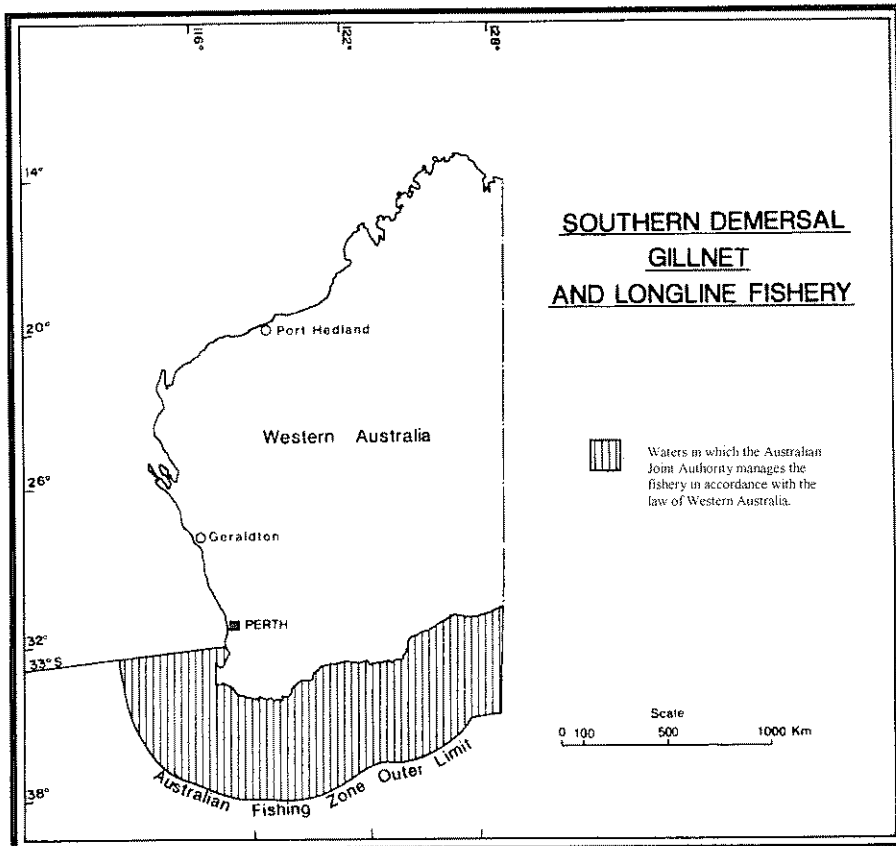 116°
122°
128°
14°
SOUTHERN DEMERSAL
GILLNET
AND LONGLINE FISHERY
20°
Port Hedland
Western Australia
Waters in which the Australian
Joint Authority manages the
fishery in accordance with the
law of Western Australia.
26°
Geraldton
PERTH
32°
33°S
Scale
0 100 500 1000 Km
Australian Fishing Zone Outer Limit
38°